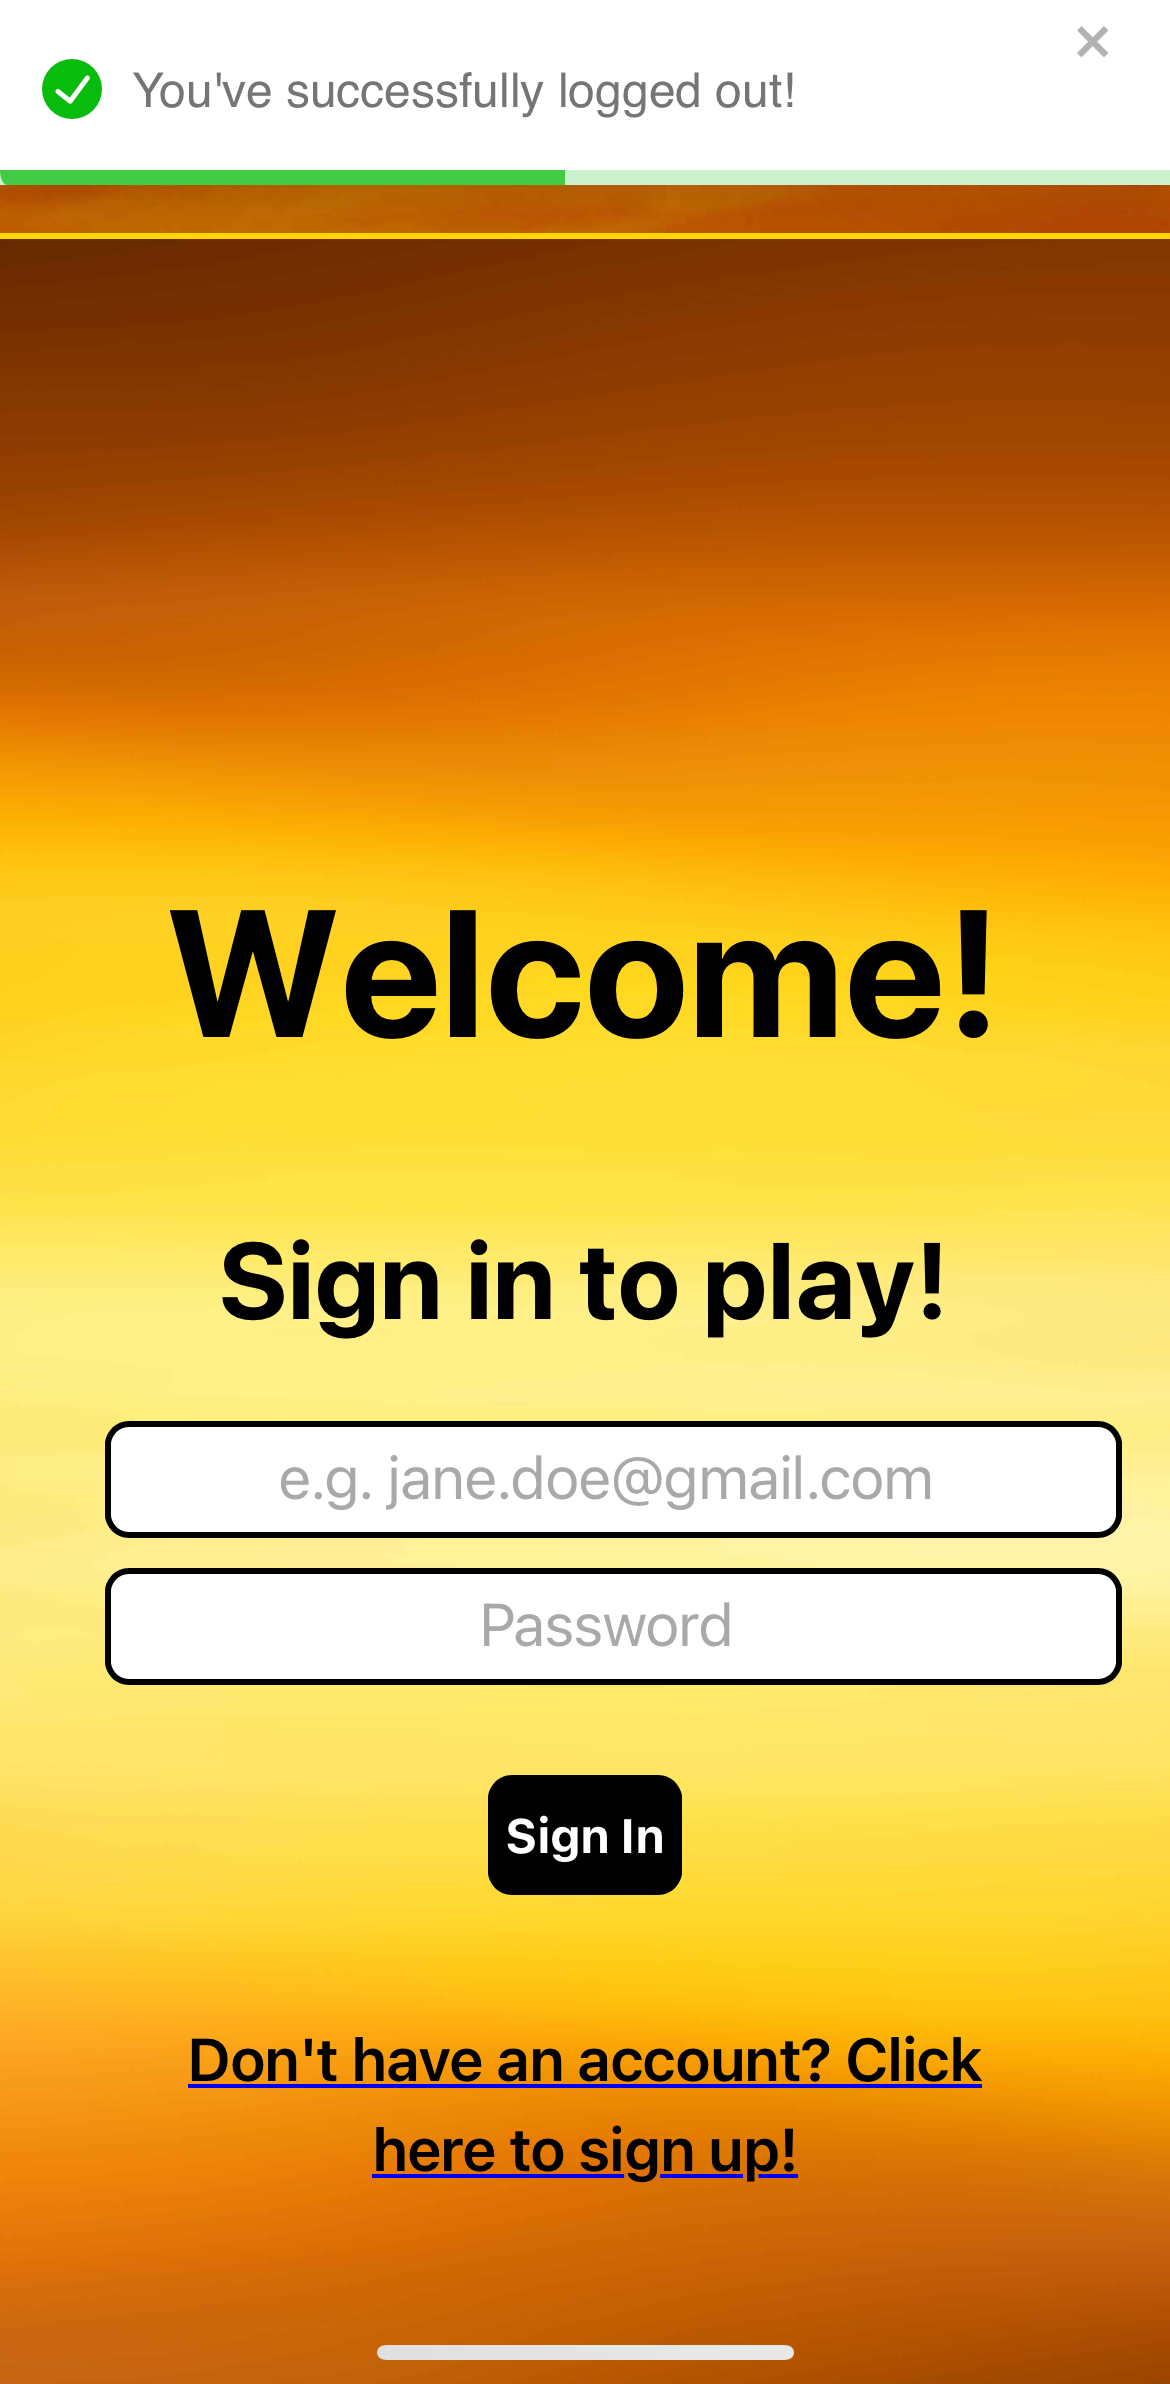 You've successfully logged out!
Welcome!
Sign in to play!
e.g. jane.doe@gmail.com
Password
Sign In
Don't have an account? Click
here to sign up!